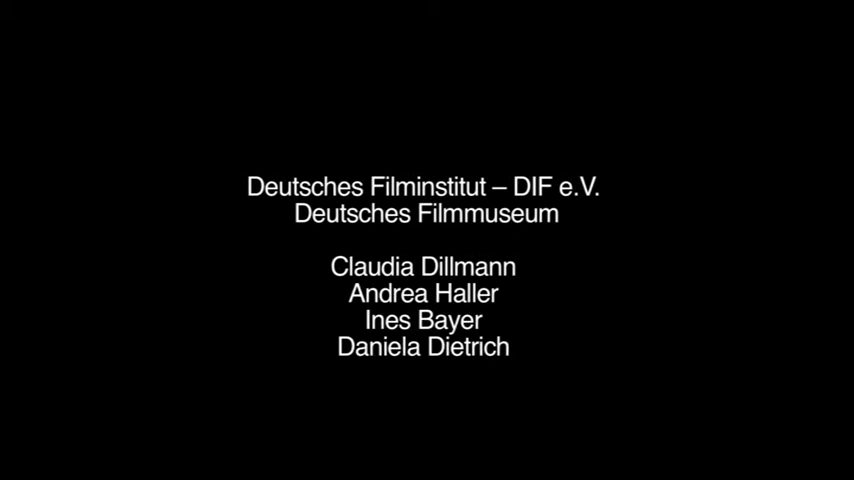 Deutsches Filminstitut – DIF e.V.
Deutsches Filmmuseum
Claudia Dillmann
Andrea Haller
Ines Bayer
Daniela Dietrich